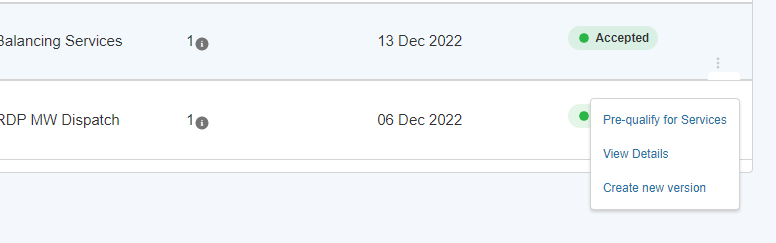 Balancing Services 1 13 Dec 2022 Accepted
RDP MW Dispatch 1 06 Dec 2022
Pre-qualify for Services
View Details
Create new version